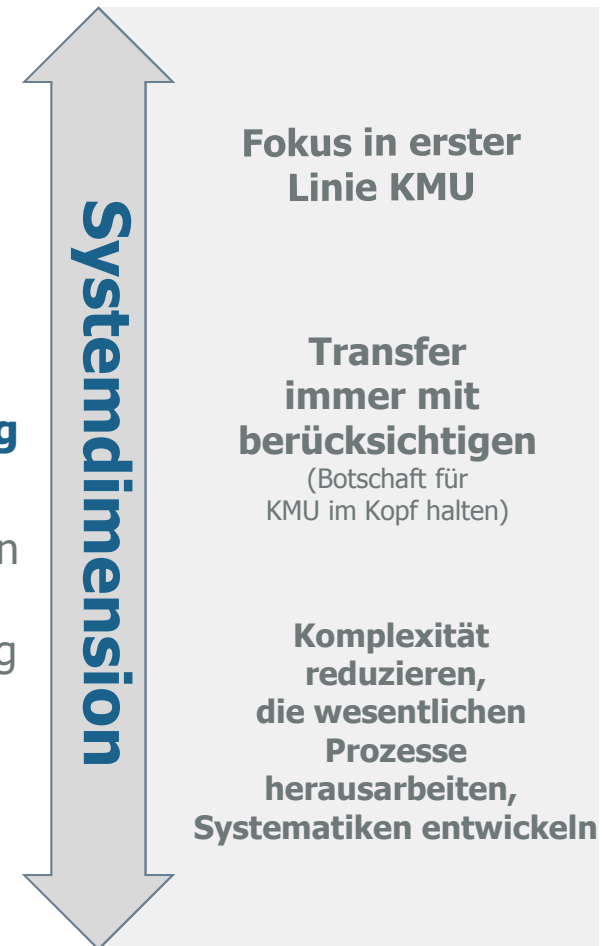 Systemdimension
g
n
g
Fokus in erster
Linie KMU
Transfer
immer mit
berücksichtigen
(Botschaft für
KMU im Kopf halten)
Komplexität
reduzieren,
die wesentlichen
Prozesse
herausarbeiten,
Systematiken entwickeln